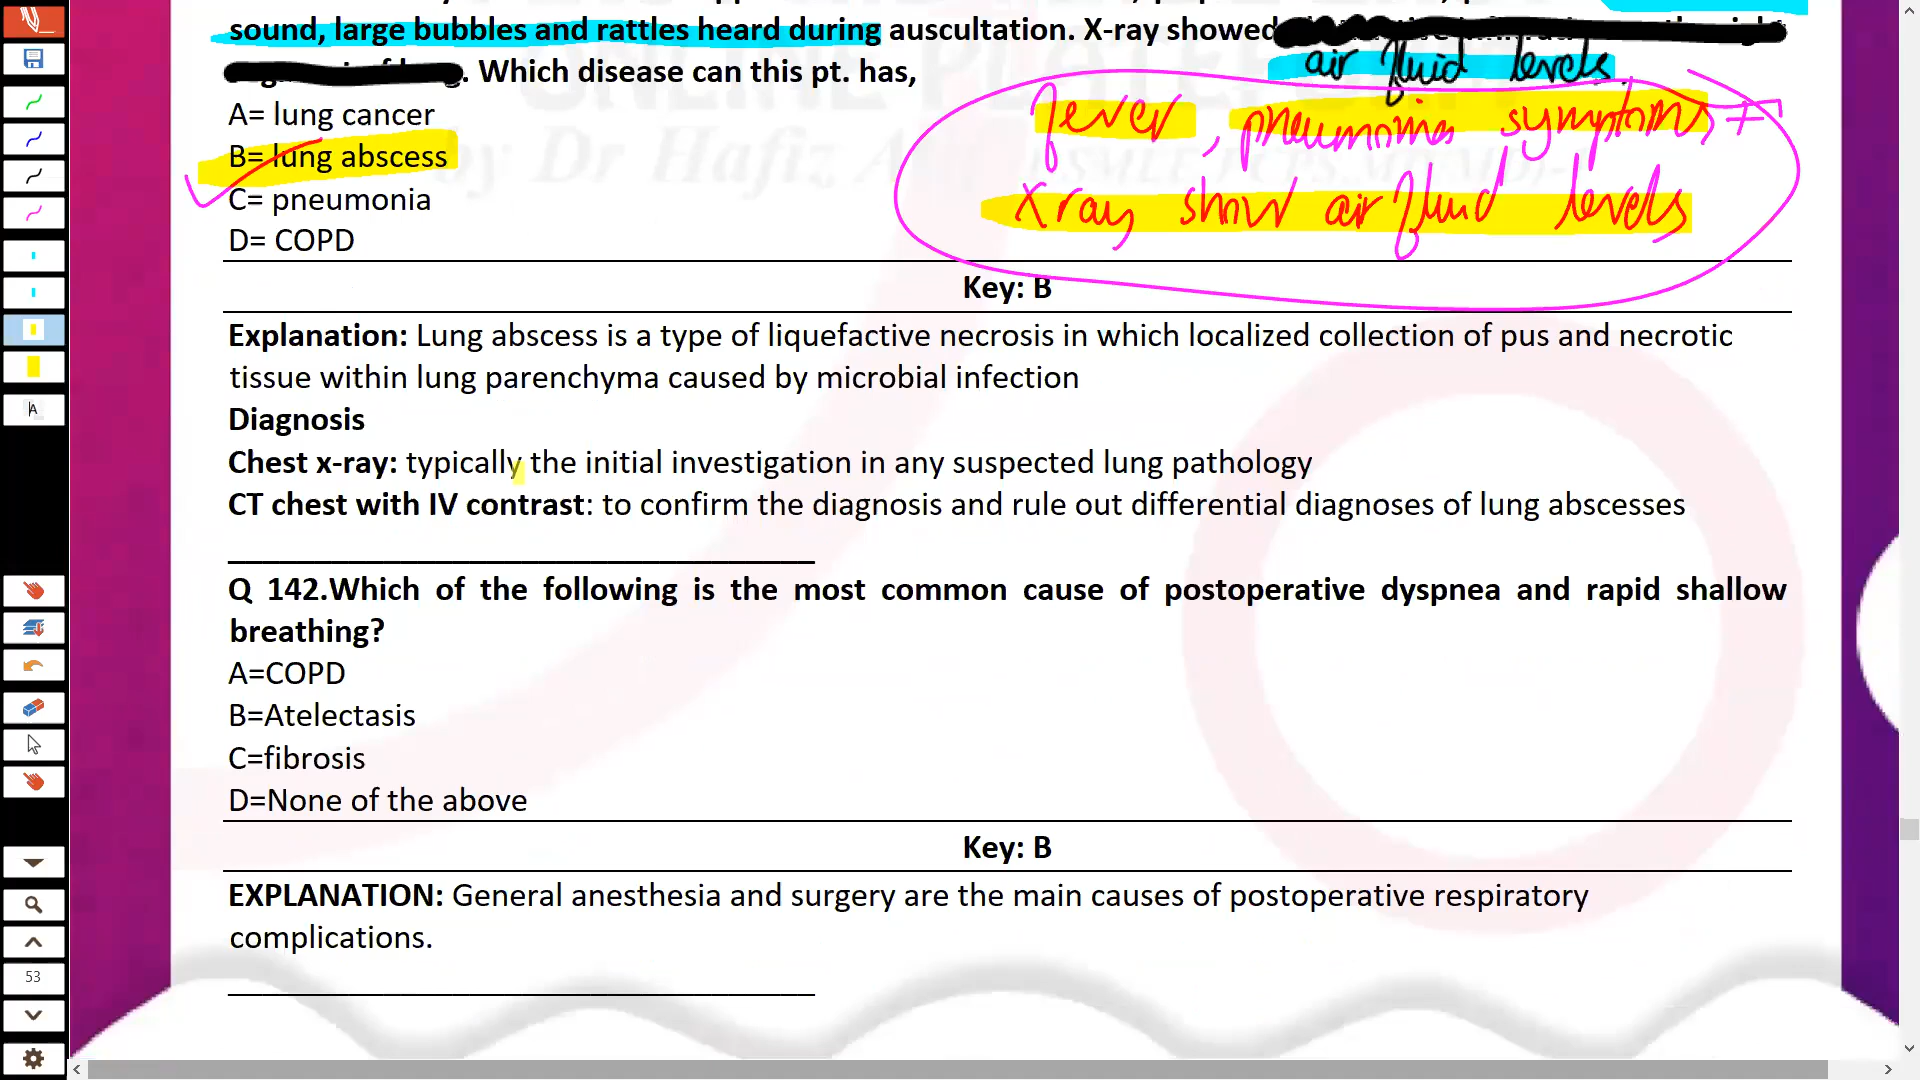 sound, large bubbles and rattles heard during auscultation. X-ray showed
air fluid levels.
. Which disease can this pt. has,
A= lung cancer
fever, pneumonia symptoms +
B= lung abscess
C= pneumonia
xray show air fluid levels
D= COPD
Key: B
Explanation: Lung abscess is a type of liquefactive necrosis in which localized collection of pus and necrotic
tissue within lung parenchyma caused by microbial infection
Diagnosis
Chest x-ray: typically the initial investigation in any suspected lung pathology
CT chest with IV contrast: to confirm the diagnosis and rule out differential diagnoses of lung abscesses
Q 142.Which of the following is the most common cause of postoperative dyspnea and rapid shallow
breathing?
A=COPD
B=Atelectasis
C=fibrosis
D=None of the above
Key: B
EXPLANATION: General anesthesia and surgery are the main causes of postoperative respiratory
complications.
by Dr Hafiz A
A
53